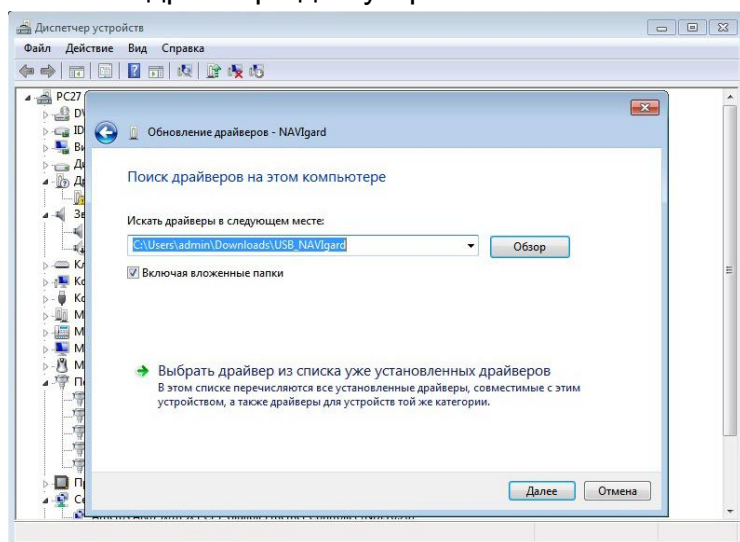 Диспетчер устройств
Файл Действие Вид Справка
PC27
Обновление драйверов - NAVIgard
Поиск драйверов на этом компьютере
Искать драйверы в следующем месте:
C:\Users\admin\Downloads\USB_NAVIgard
Обзор
Включая вложенные папки
Выбрать драйвер из списка уже установленных драйверов
В этом списке перечисляются все установленные драйверы, совместимые с этим
устройством, а также драйверы для устройств той же категории.
Далее Отмена